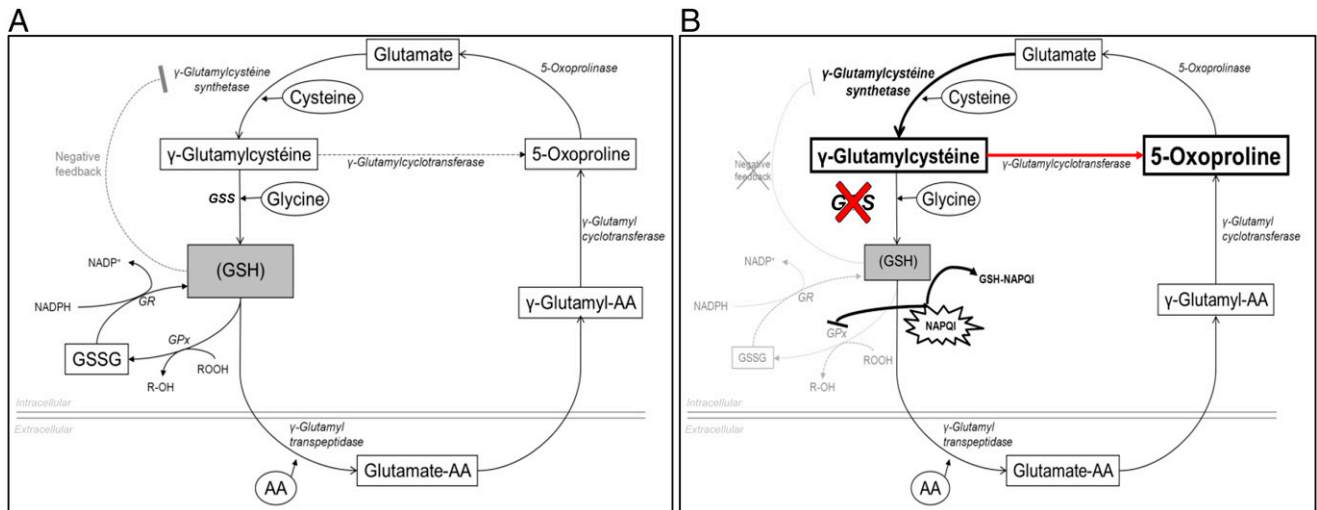 A
Glutamate
γ-Glutamylcystéine
synthetase
5-Oxoprolinase
Cysteine
γ-Glutamylcystéine
γ-Glutamylcyclotransferase
5-Oxoproline
Negative
feedback
GSS
Glycine
γ-Glutamyl
cyclotranferase
(GSH)
NADP⁺
NADPH
GR
γ-Glutamyl-AA
GPx
GSSG
ROOH
R-OH
Intracellular
Extracellular
γ-Glutamyl
transpeptidase
Glutamate-AA
AA
B
Glutamate
γ-Glutamylcystéine
synthetase
5-Oxoprolinase
Cysteine
γ-Glutamylcystéine
γ-Glutamylcyclotransferase
5-Oxoproline
Negative
feedback
GSS
Glycine
γ-Glutamyl
cyclotranferase
(GSH)
NADP⁺
GSH-NAPQI
NADPH
GR
γ-Glutamyl-AA
NAPQI
GPx
GSSG
ROOH
R-OH
Intracellular
Extracellular
γ-Glutamyl
transpeptidase
Glutamate-AA
AA